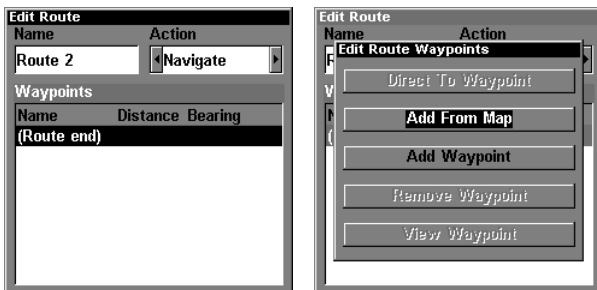 Edit Route
Name Action
Route 2 Navigate
Waypoints
Name Distance Bearing
(Route end)
Edit Route
Name Action
Edit Route Waypoints
Direct To Waypoint
Add From Map
Add Waypoint
Remove Waypoint
View Waypoint